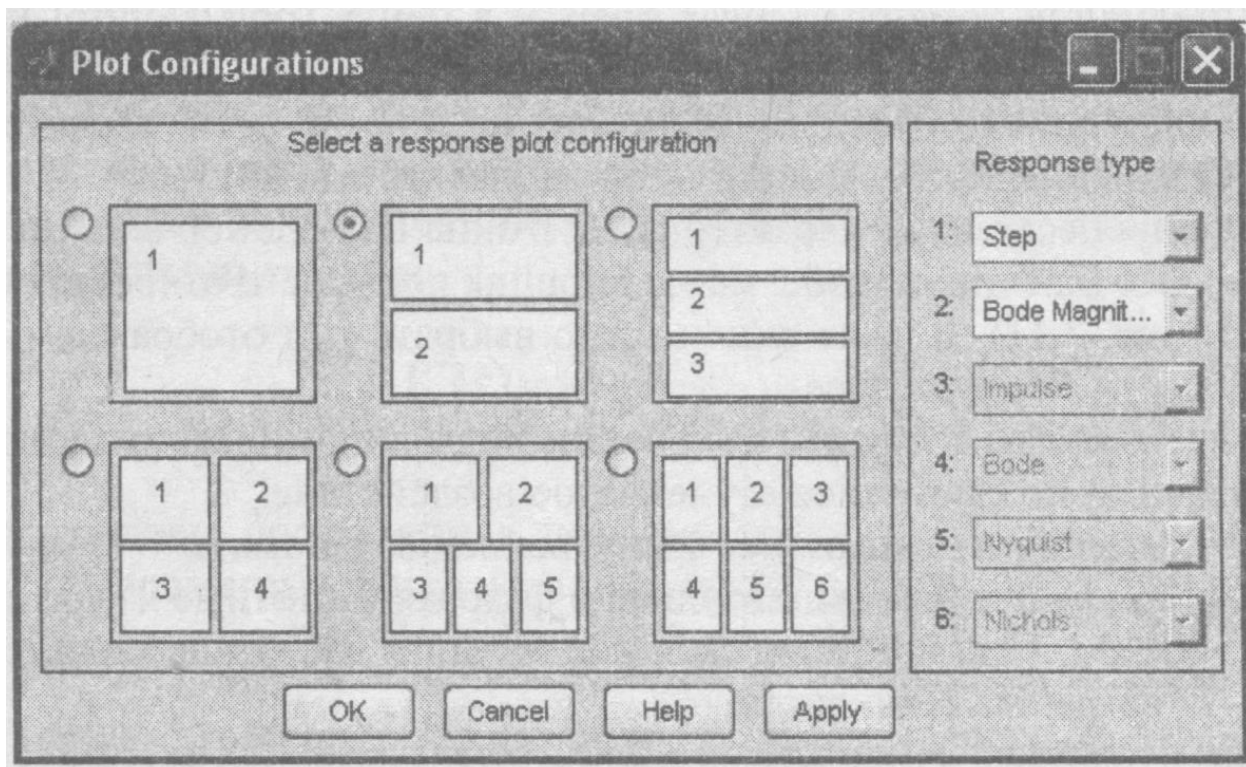 Plot Configurations
Select a response plot configuration
1
1
2
1
2
3
1 2
3 4
1 2
3 4 5
1 2 3
4 5 6
Response type
1: Step
2: Bode Magnit...
3: Impulse
4: Bode
5: Nyquist
6: Nichols
OK Cancel Help Apply